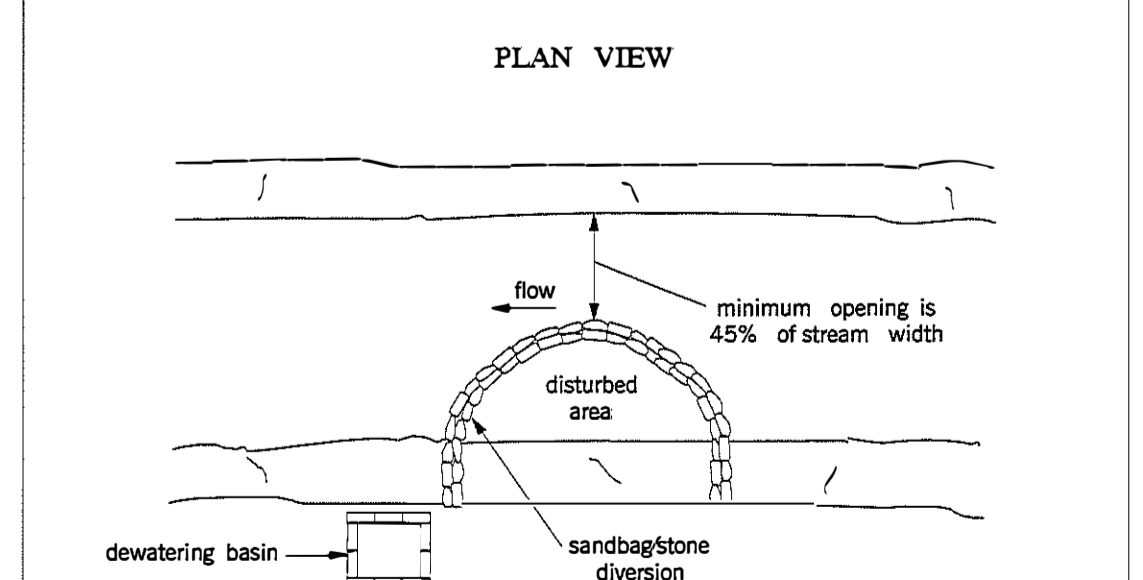 PLAN VIEW
flow
minimum opening is
45% of stream width
disturbed
area
dewatering basin
sandbag/stone
diversion